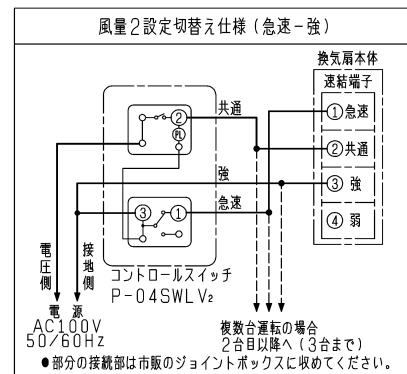 風量2設定切替え仕様(急速-強)
換気扇本体
速結端子
①急速
②共通
③ 強
④ 弱
共通
強
急速
②
PL
③
①
コントロールスイッチ
P-04SWLV₂
電圧側
接地側
電源
AC100V
50/60Hz
複数台運転の場合
2台目以降へ(3台まで)
●部分の接続部は市販のジョイントボックスに収めてください。